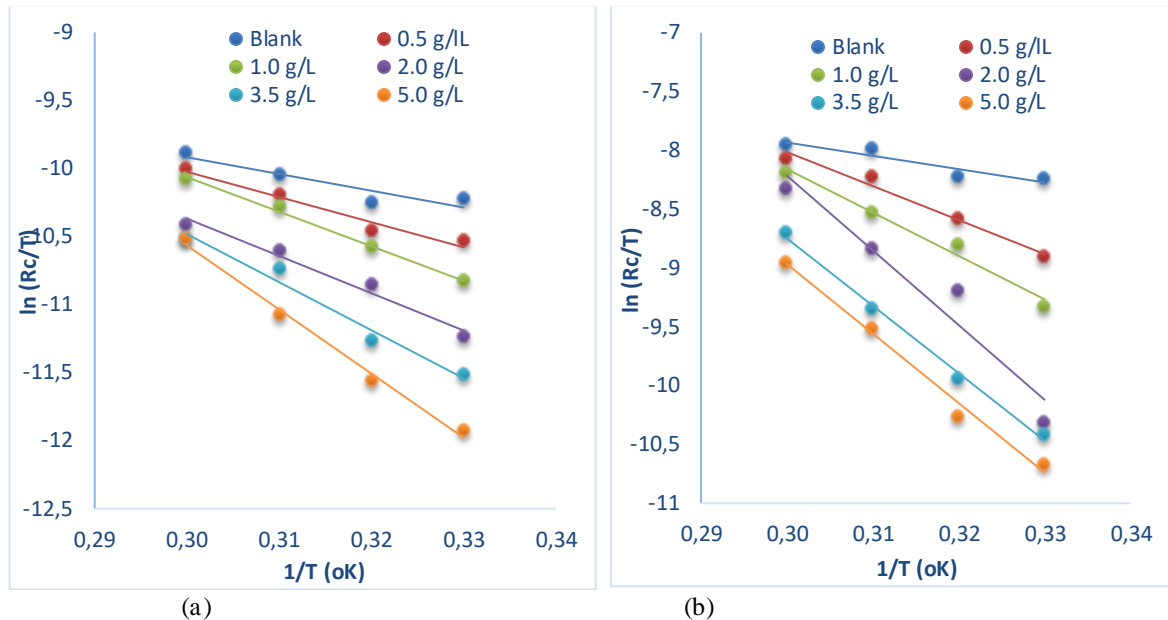 -9
-9,5
-10
-10,5
-11
-11,5
-12
-12,5
ln (Rc/T)
Blank 0.5 g/lL
1.0 g/L 2.0 g/L
3.5 g/L 5.0 g/L
0,29 0,30 0,31 0,32 0,33 0,34
1/T (oK)
(a)
-7
-7,5
-8
-8,5
-9
-9,5
-10
-10,5
-11
ln (Rc/T)
Blank 0.5 g/lL
1.0 g/L 2.0 g/L
3.5 g/L 5.0 g/L
0,29 0,30 0,31 0,32 0,33 0,34
1/T (oK)
(b)